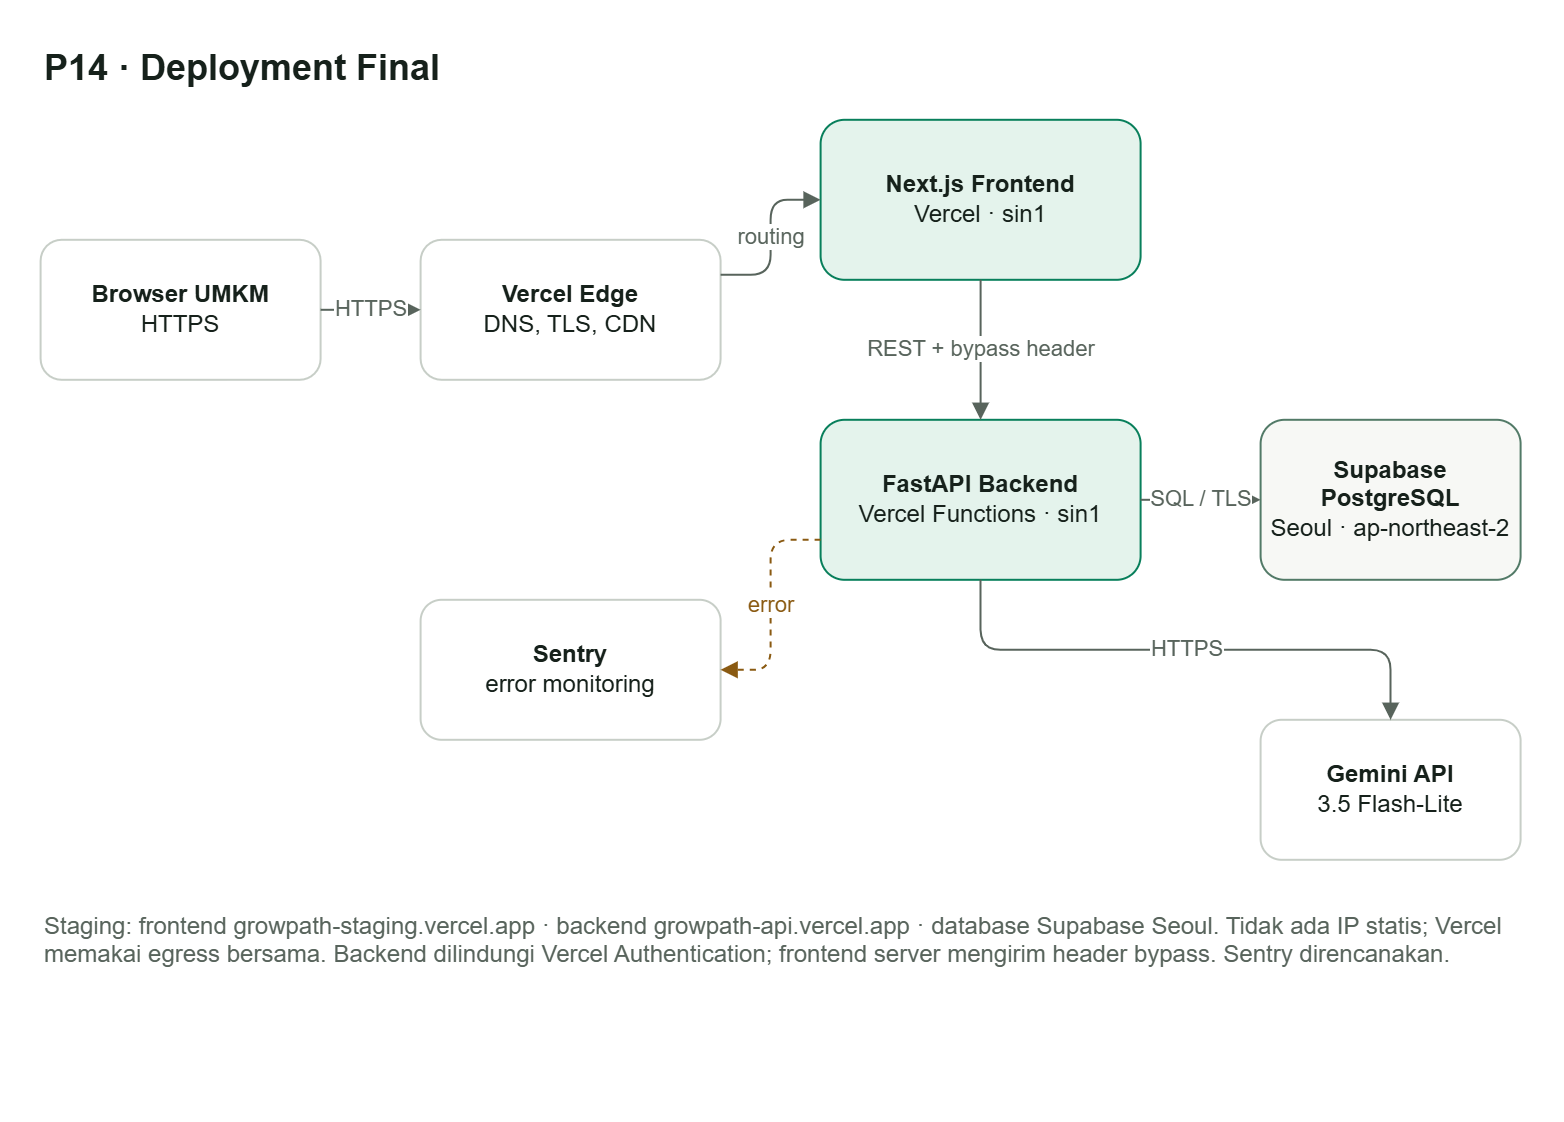 P14 · Deployment Final
Next.js Frontend
Vercel · sin1
routing
Browser UMKM
HTTPS
HTTPS
Vercel Edge
DNS, TLS, CDN
REST + bypass header
FastAPI Backend
Vercel Functions · sin1
SQL / TLS
Supabase
PostgreSQL
Seoul · ap-northeast-2
error
Sentry
error monitoring
HTTPS
Gemini API
3.5 Flash-Lite
Staging: frontend growpath-staging.vercel.app · backend growpath-api.vercel.app · database Supabase Seoul. Tidak ada IP statis; Vercel
memakai egress bersama. Backend dilindungi Vercel Authentication; frontend server mengirim header bypass. Sentry direncanakan.